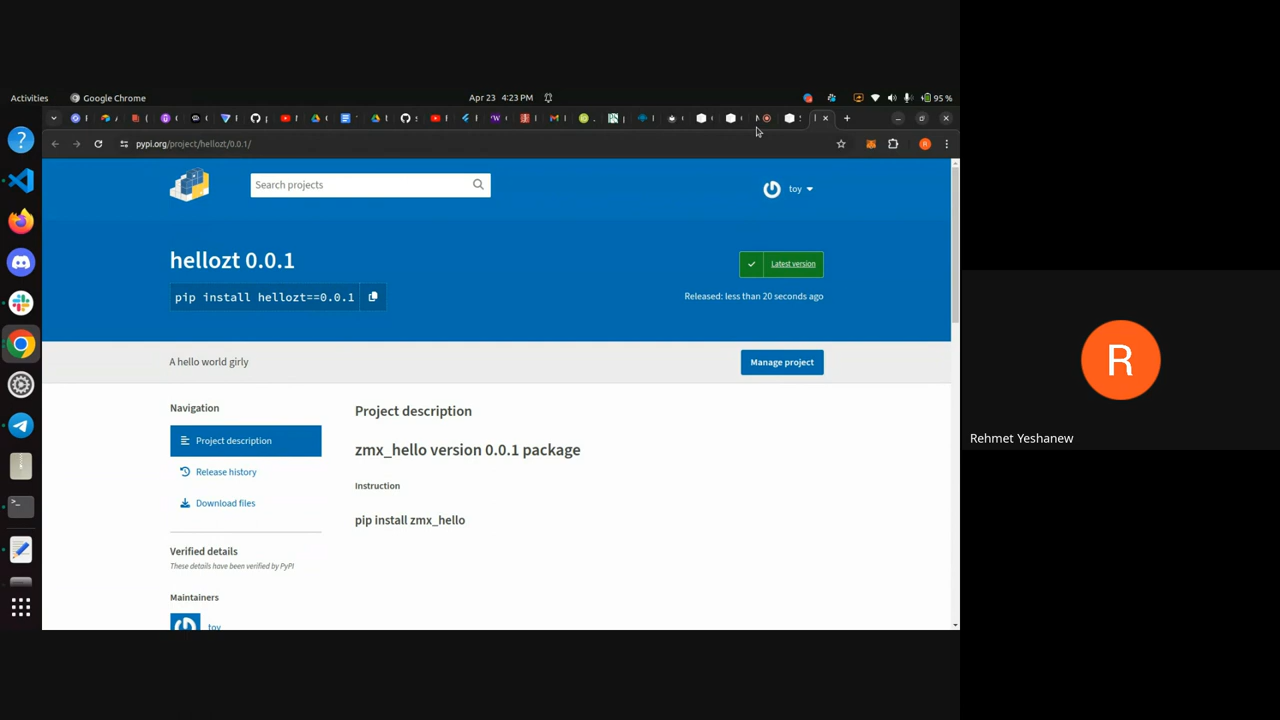 Activities
Google Chrome
Apr 23 4:23 PM
95 %
pypi.org/project/hellozt/0.0.1/
Search projects
toy
hellozt 0.0.1
Latest version
pip install hellozt==0.0.1
Released: less than 20 seconds ago
A hello world girly
Manage project
Navigation
Project description
Project description
zmx_hello version 0.0.1 package
Release history
Instruction
Download files
pip install zmx_hello
Verified details
These details have been verified by PyPI
Maintainers
toy
R
Rehmet Yeshanew